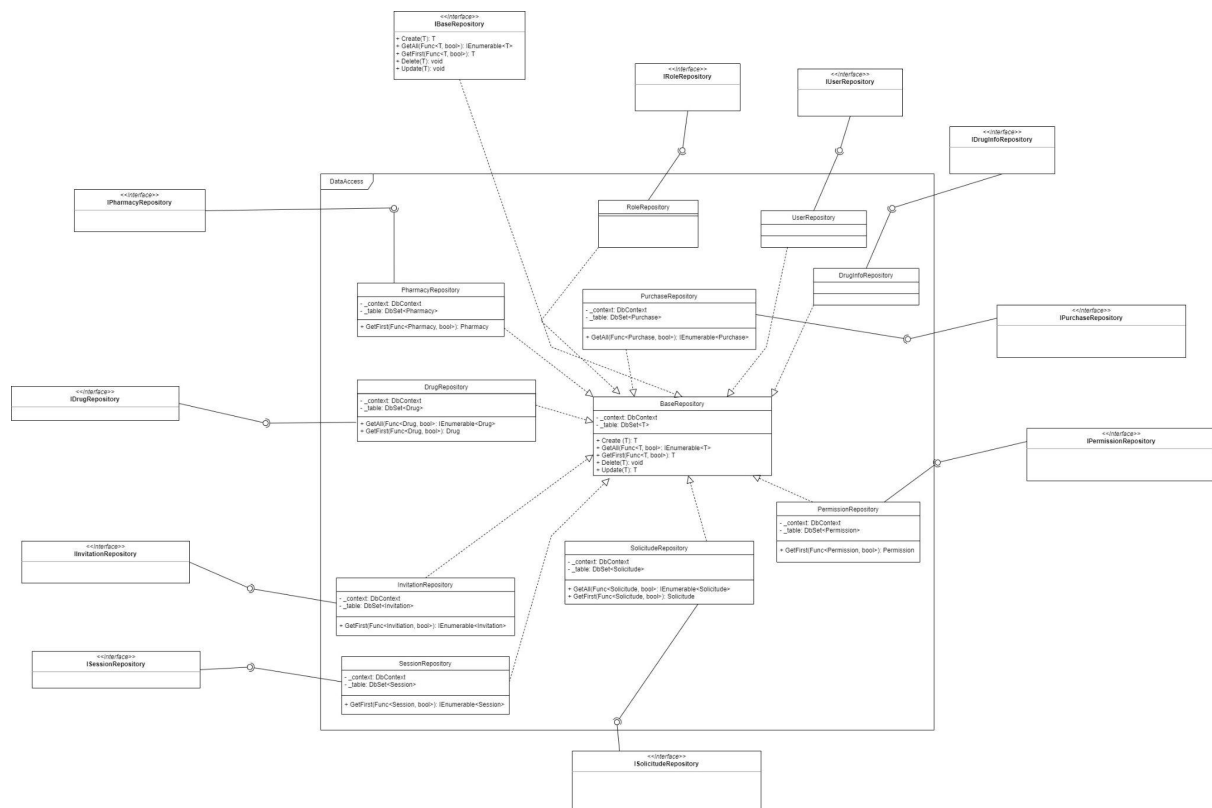 <<Interface>>
IBaseRepository
+ Create(T): T
+ GetAll(Func<T, bool>): IEnumerable<T>
+ GetFirst(Func<T, bool>): T
+ Delete(T): void
+ Update(T): void
<<Interface>>
IRoleRepository
<<Interface>>
IUserRepository
<<Interface>>
IDrugInfoRepository
DataAccess
<<Interface>>
IPharmacyRepository
RoleRepository
UserRepository
DrugInfoRepository
PharmacyRepository
- _context: DbContext
- _table: DbSet<Pharmacy>
+ GetFirst(Func<Pharmacy, bool>): Pharmacy
PurchaseRepository
- _context: DbContext
- _table: DbSet<Purchase>
+ GetAll(Func<Purchase, bool>): IEnumerable<Purchase>
<<Interface>>
IPurchaseRepository
<<Interface>>
IDrugRepository
DrugRepository
- _context: DbContext
- _table: DbSet<Drug>
+ GetAll(Func<Drug, bool>: IEnumerable<Drug>
+ GetFirst(Func<Drug, bool>): Drug
BaseRepository
- _context: DbContext
- _table: DbSet<T>
+ Create (T): T
+ GetAll(Func<T, bool>: IEnumerable<T>
+ GetFirst(Func<T, bool>): T
+ Delete(T): void
+ Update(T): T
<<Interface>>
IPermissionRepository
PermissionRepository
- _context: DbContext
- _table: DbSet<Permission>
+ GetFirst(Func<Permission, bool>): Permission
<<Interface>>
IInvitationRepository
SolicitudeRepository
- _context: DbContext
- _table: DbSet<Solicitude>
+ GetAll(Func<Solicitude, bool>: IEnumerable<Solicitude>
+ GetFirst(Func<Solicitude, bool>): Solicitude
InvitationRepository
- _context: DbContext
- _table: DbSet<Invitation>
+ GetFirst(Func<Invitiation, bool>): IEnumerable<Invitation>
<<Interface>>
ISessionRepository
SessionRepository
- _context: DbContext
- _table: DbSet<Session>
+ GetFirst(Func<Session, bool>): IEnumerable<Session>
<<Interface>>
ISolicitudeRepository